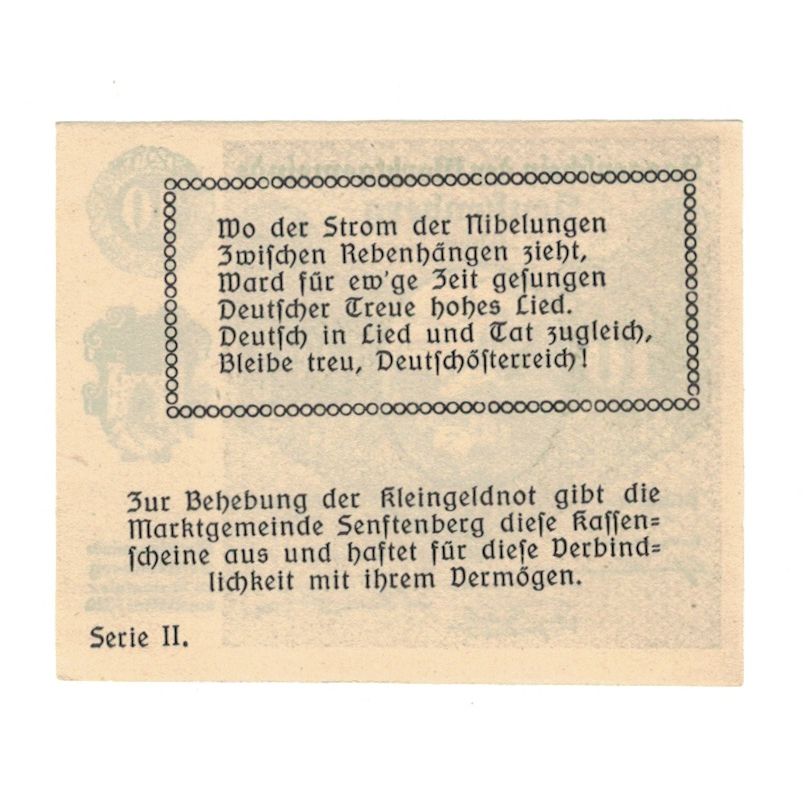 Wo der Strom der Nibelungen
Zwischen Rebenhängen zieht,
Ward für ew'ge Zeit gesungen
Deutscher Treue hohes Lied.
Deutsch in Lied und Tat zugleich,
Bleibe treu, Deutschösterreich!
Zur Behebung der Kleingeldnot gibt die
Marktgemeinde Senftenberg diese Kassen=
scheine aus und haftet für diese Verbind=
lichkeit mit ihrem Vermögen.
Serie II.